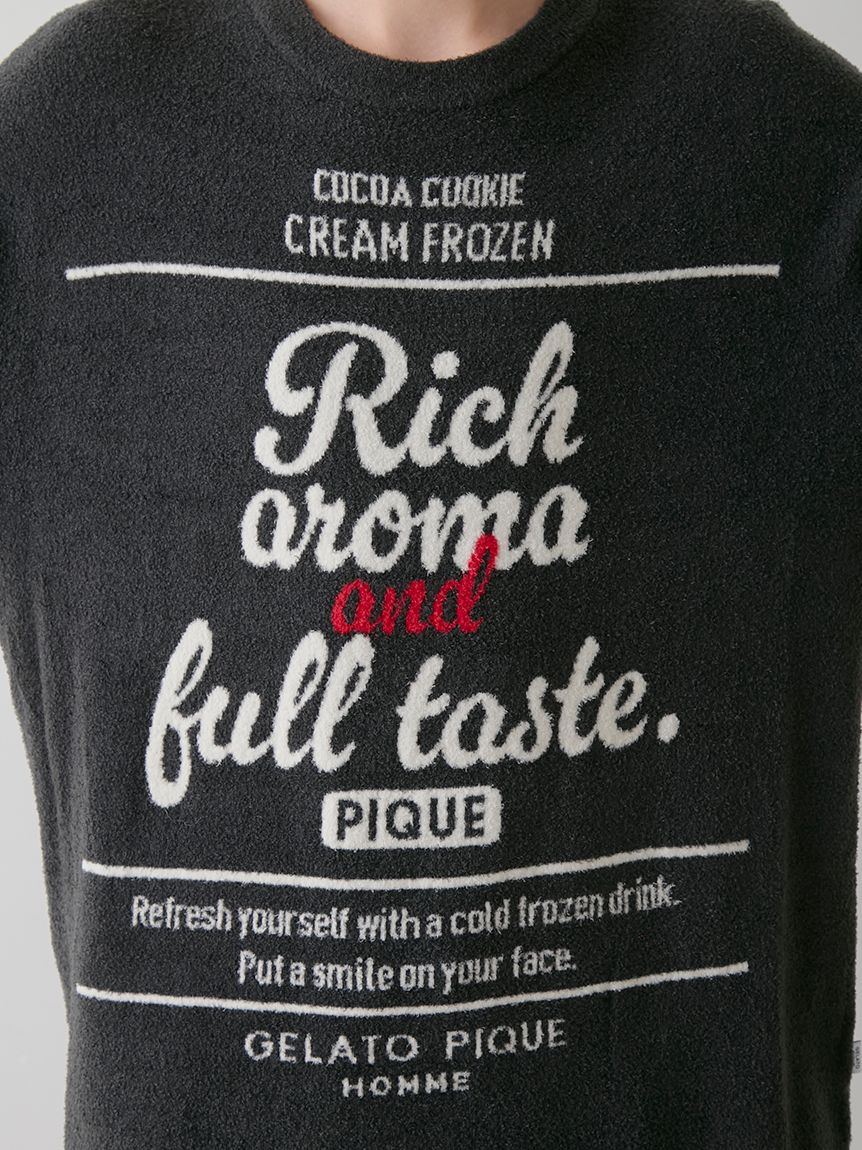 COCOA COOKIE
CREAM FROZEN
Rich
aroma
and
full taste.
PIQUE
Refresh yourself with a cold frozen drink.
Put a smile on your face.
GELATO PIQUE
HOMME